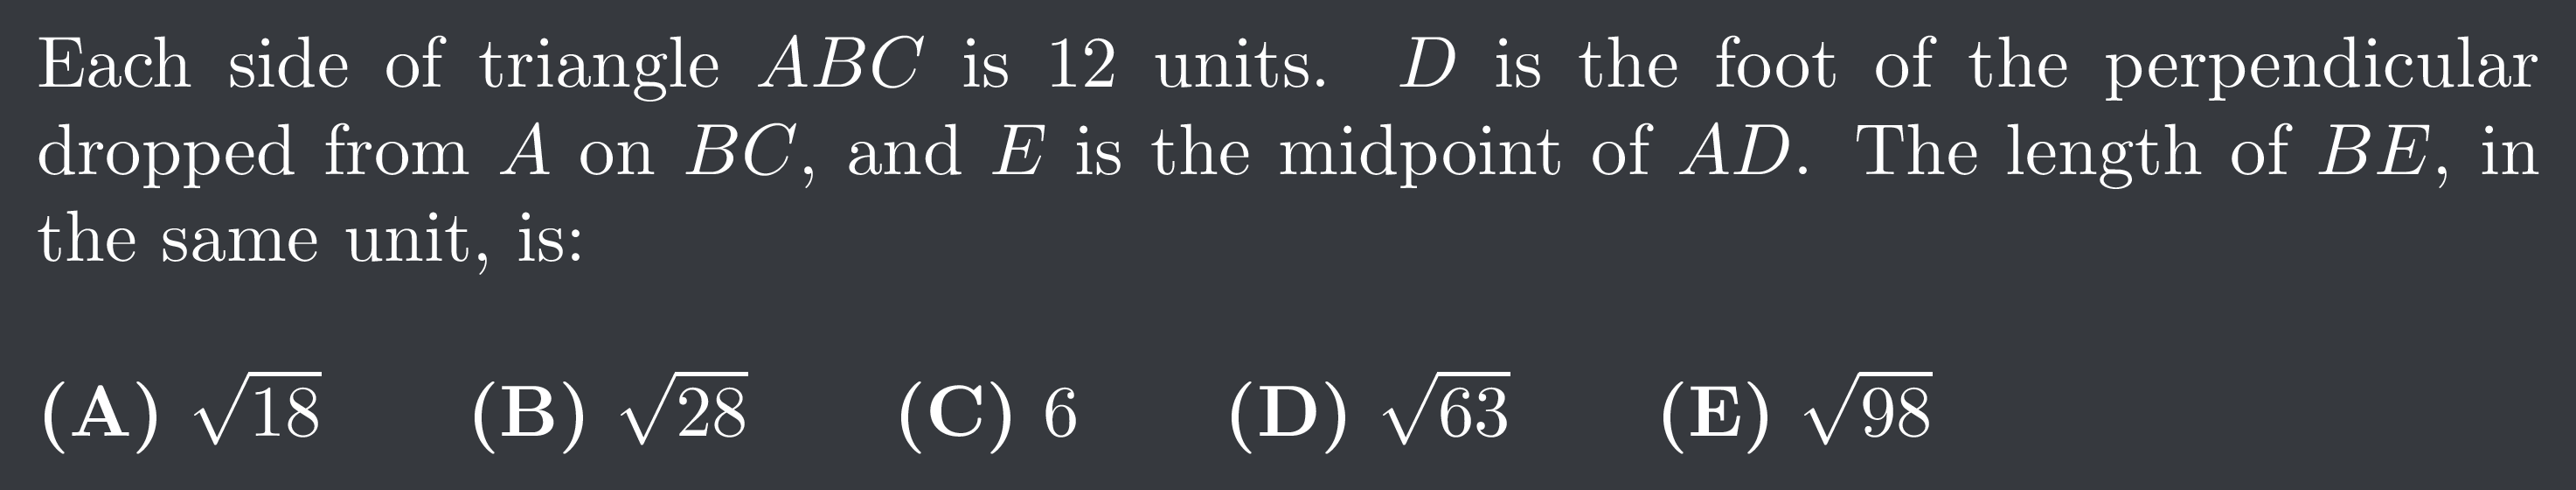 Each side of triangle $ABC$ is 12 units. $D$ is the foot of the perpendicular
dropped from $A$ on $BC$, and $E$ is the midpoint of $AD$. The length of $BE$, in
the same unit, is:
(A) $\sqrt{18}$ (B) $\sqrt{28}$ (C) 6 (D) $\sqrt{63}$ (E) $\sqrt{98}$